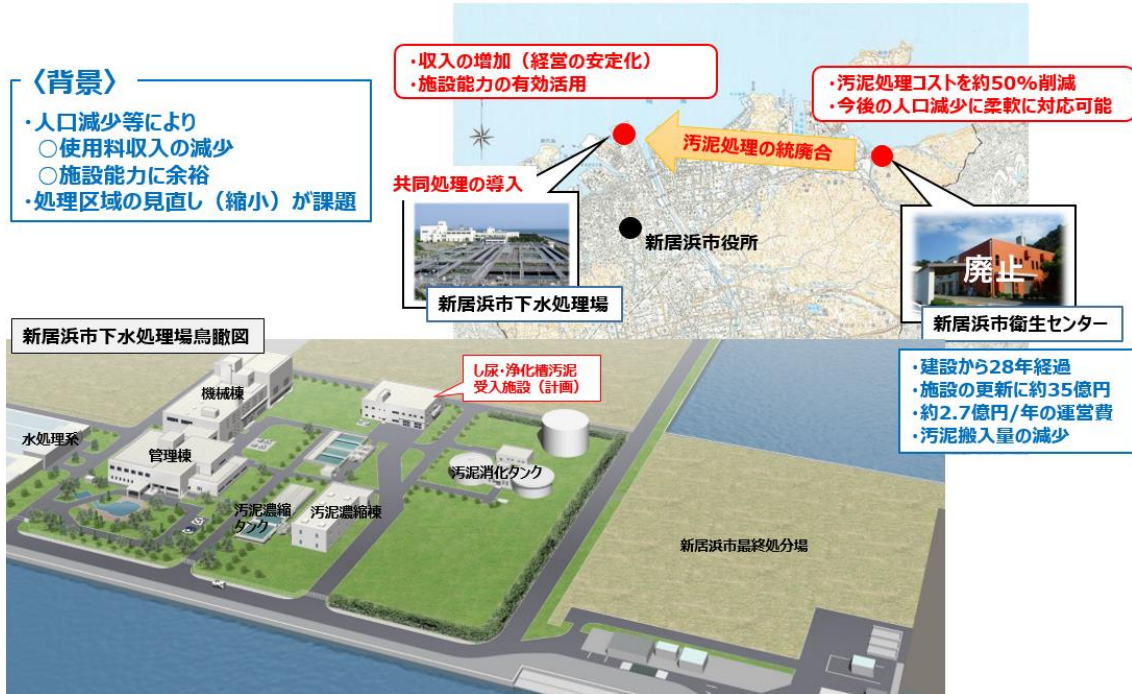 〈背景〉
・人口減少等により
○使用料収入の減少
○施設能力に余裕
・処理区域の見直し（縮小）が課題
・収入の増加（経営の安定化）
・施設能力の有効活用
・汚泥処理コストを約50%削減
・今後の人口減少に柔軟に対応可能
汚泥処理の統廃合
共同処理の導入
新居浜市役所
新居浜市下水処理場
廃止
新居浜市衛生センター
・建設から28年経過
・施設の更新に約35億円
・約2.7億円/年の運営費
・汚泥搬入量の減少
新居浜市下水処理場鳥瞰図
し尿・浄化槽汚泥
受入施設（計画）
機械棟
水処理系
管理棟
汚泥消化タンク
汚泥濃縮
タンク
汚泥濃縮棟
新居浜市最終処分場